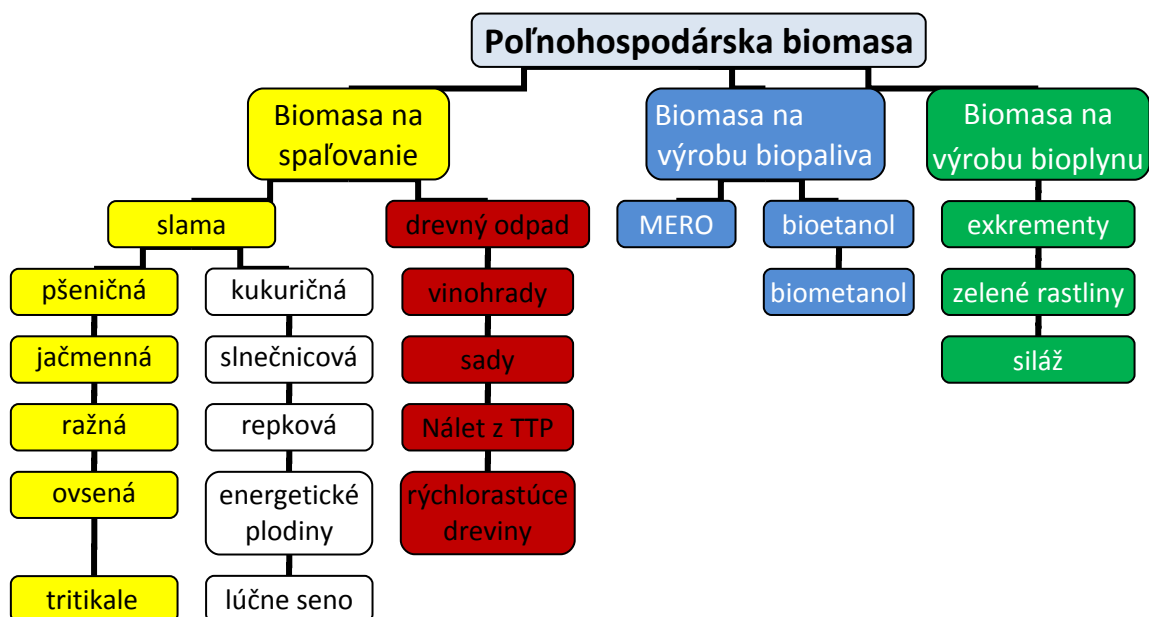 Poľnohospodárska biomasa
Biomasa na
spaľovanie
Biomasa na
výrobu biopaliva
Biomasa na
výrobu bioplynu
slama
drevný odpad
MERO
bioetanol
exkrementy
pšeničná
kukuričná
vinohrady
biometanol
zelené rastliny
jačmenná
slnečnicová
sady
siláž
ražná
repková
Nálet z TTP
ovsená
energetické
plodiny
rýchlorastúce
dreviny
tritikale
lúčne seno